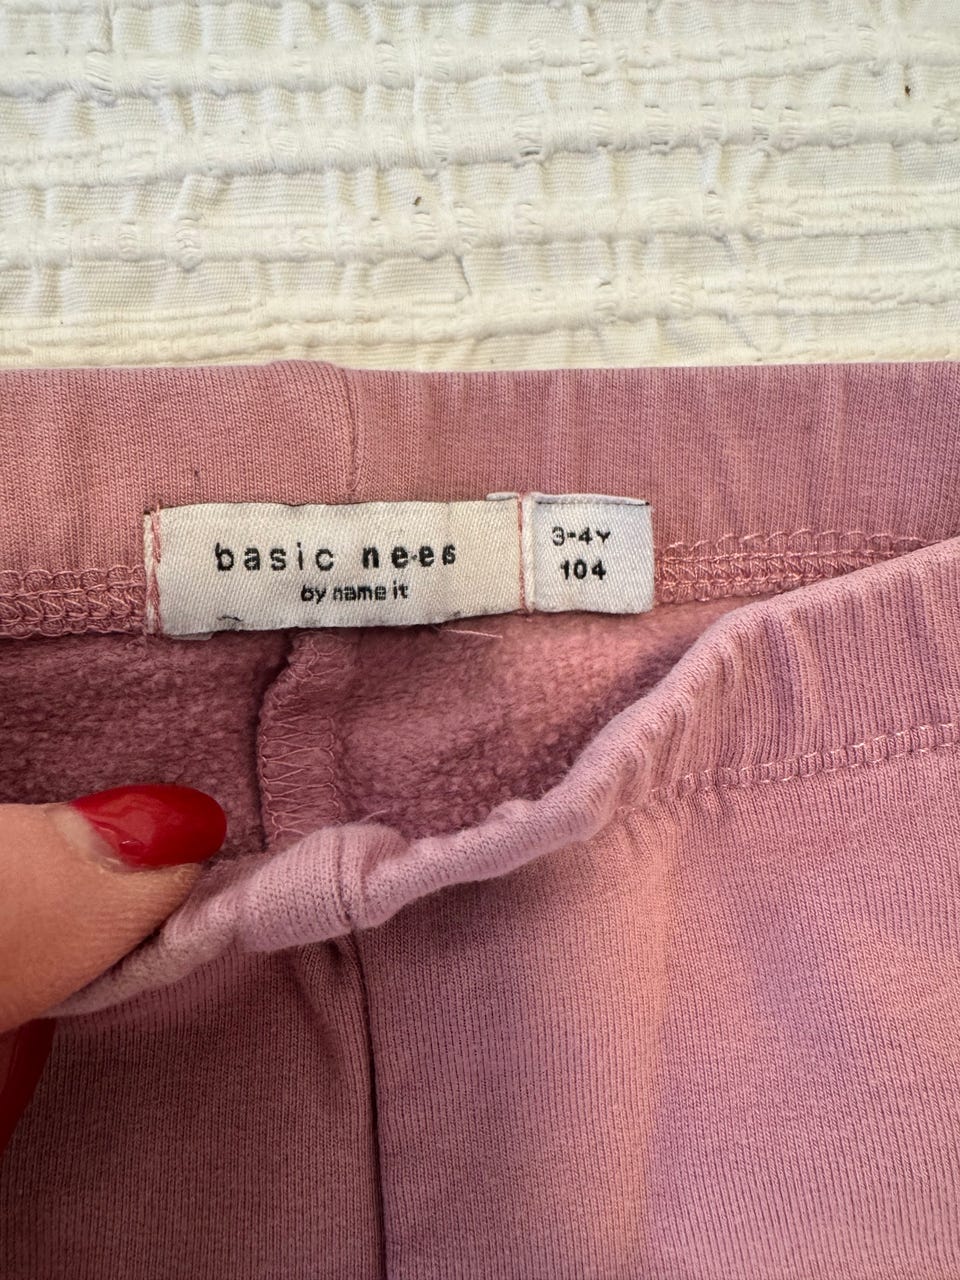 basic nees
by name it
3-4Y
104